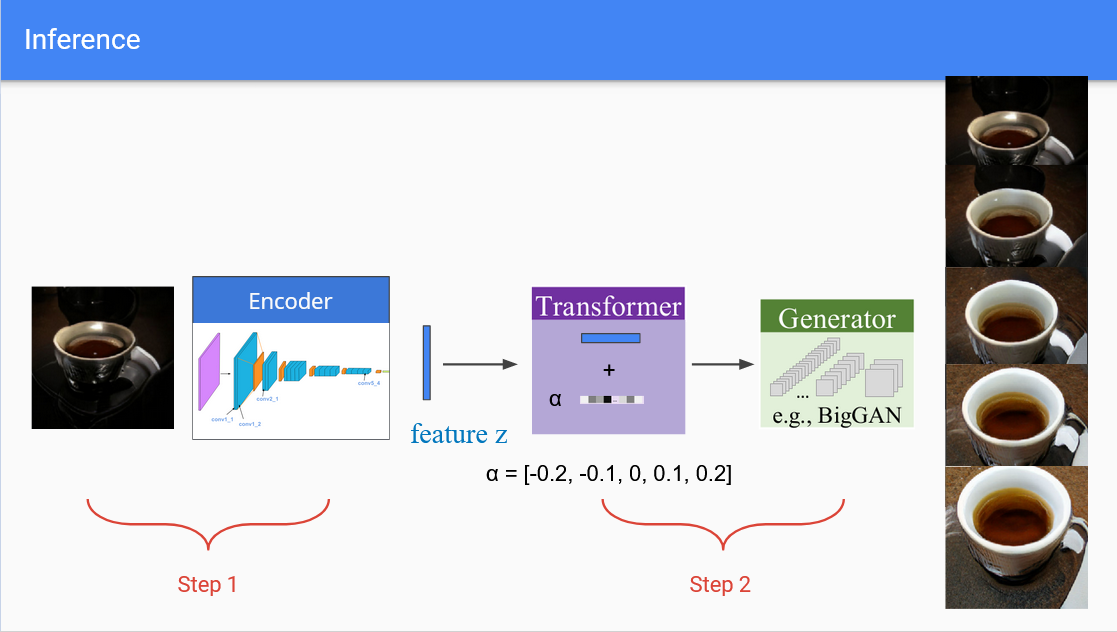 Inference
Encoder
conv1_1
conv1_2
conv2_1
conv5_4
feature z
Transformer
+
α
Generator
...
e.g., BigGAN
α = [-0.2, -0.1, 0, 0.1, 0.2]
Step 1
Step 2